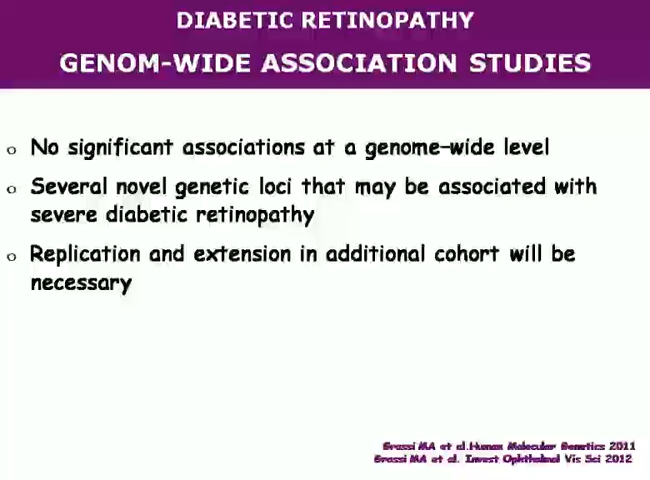 DIABETIC RETINOPATHY
GENOM-WIDE ASSOCIATION STUDIES
o No significant associations at a genome-wide level
o Several novel genetic loci that may be associated with
severe diabetic retinopathy
o Replication and extension in additional cohort will be
necessary
Grassi MA et al.Human Molecular Genetics 2011
Grassi MA et al. Invest Ophthalmol Vis Sci 2012